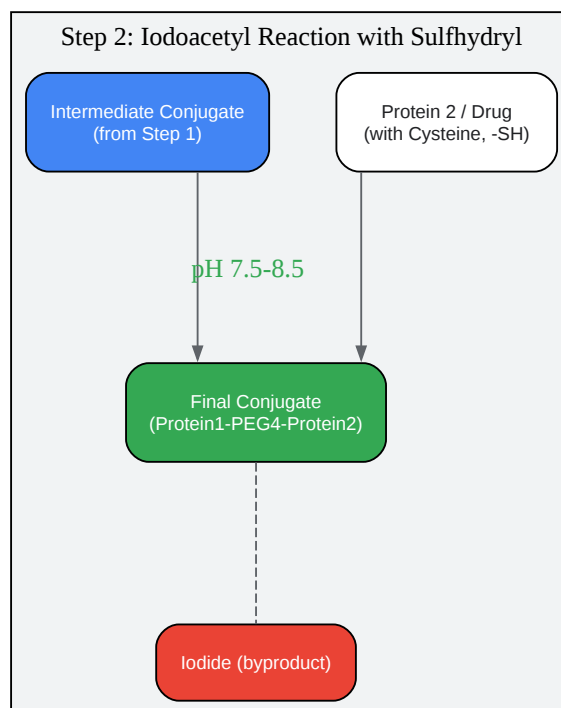 Step 2: Iodoacetyl Reaction with Sulfhydryl
Intermediate Conjugate
(from Step 1)
Protein 2 / Drug
(with Cysteine, -SH)
pH 7.5-8.5
Final Conjugate
(Protein1-PEG4-Protein2)
Iodide (byproduct)